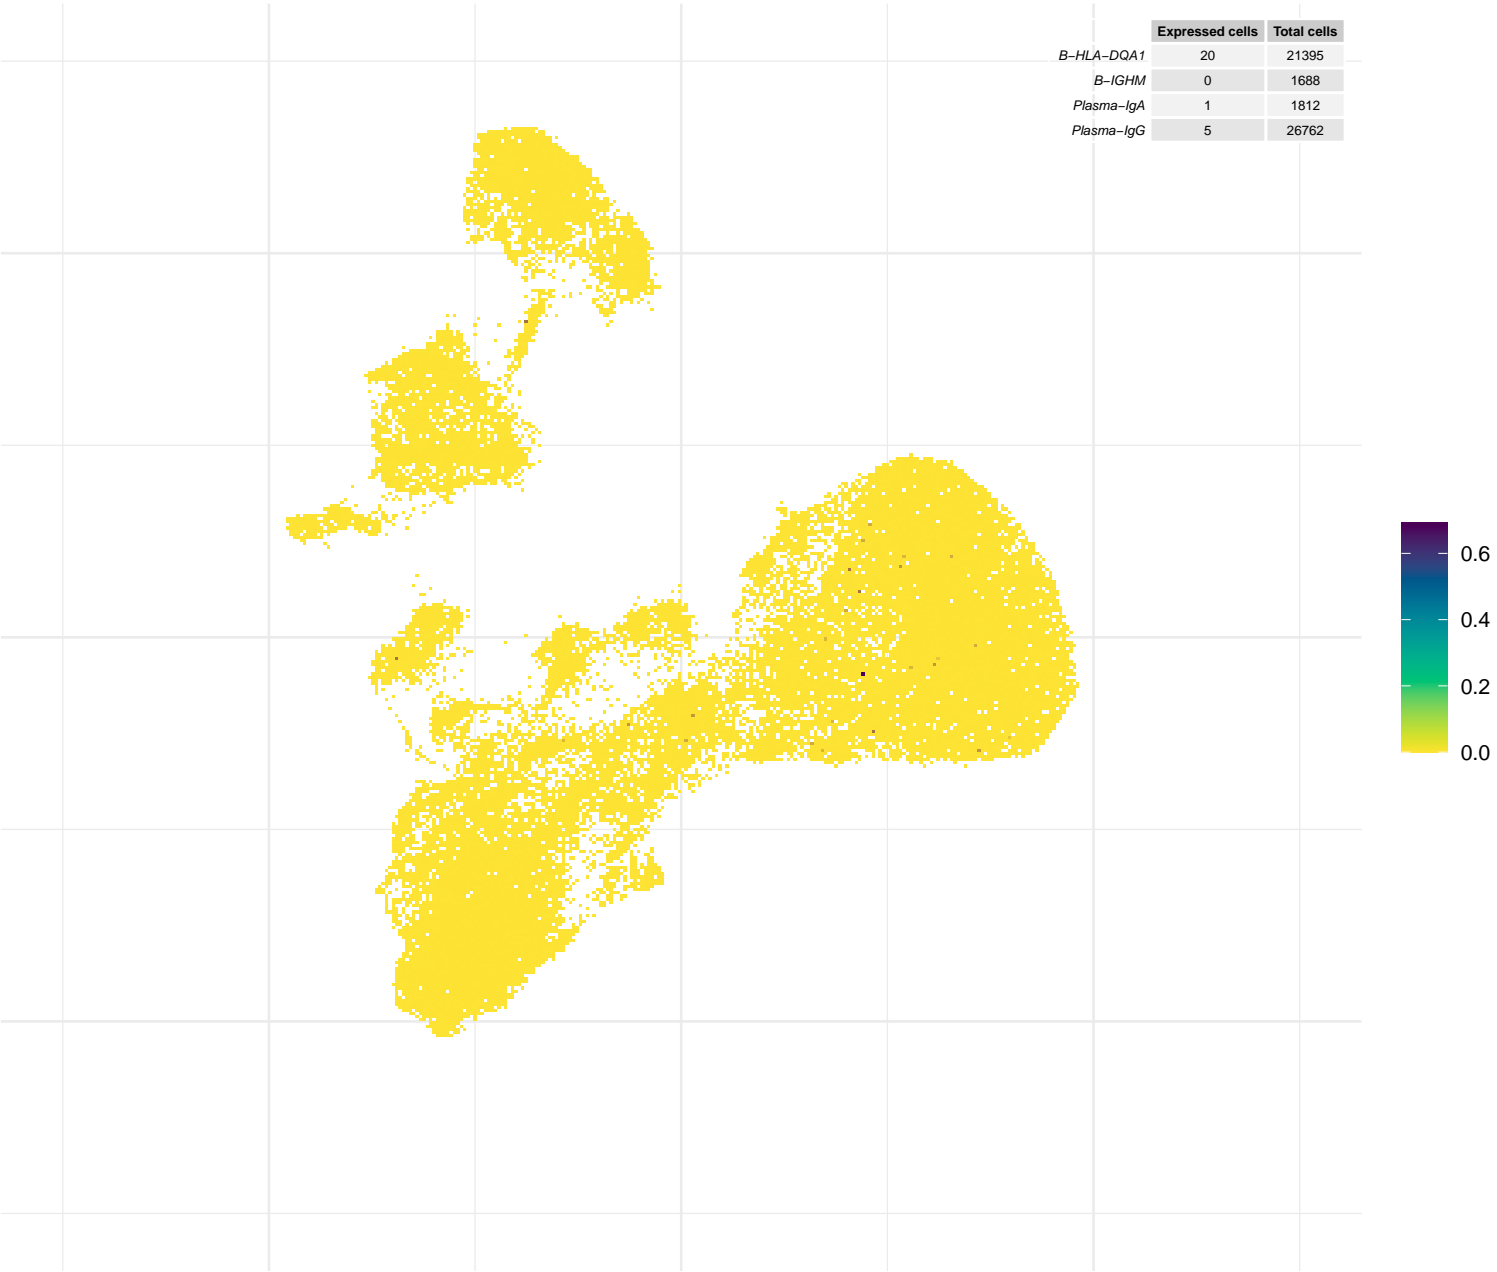 Expressed cells Total cells
B−HLA−DQA1 20 21395
B−IGHM 0 1688
Plasma−IgA 1 1812
Plasma−IgG 5 26762
0.6
0.4
0.2
0.0